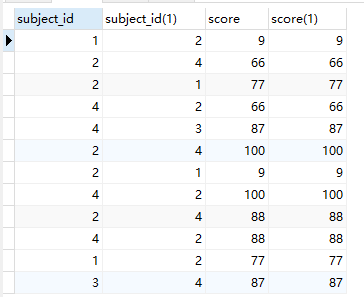 subject_id subject_id(1) score score(1)
1 2 9 9
2 4 66 66
2 1 77 77
4 2 66 66
4 3 87 87
2 4 100 100
2 1 9 9
4 2 100 100
2 4 88 88
4 2 88 88
1 2 77 77
3 4 87 87